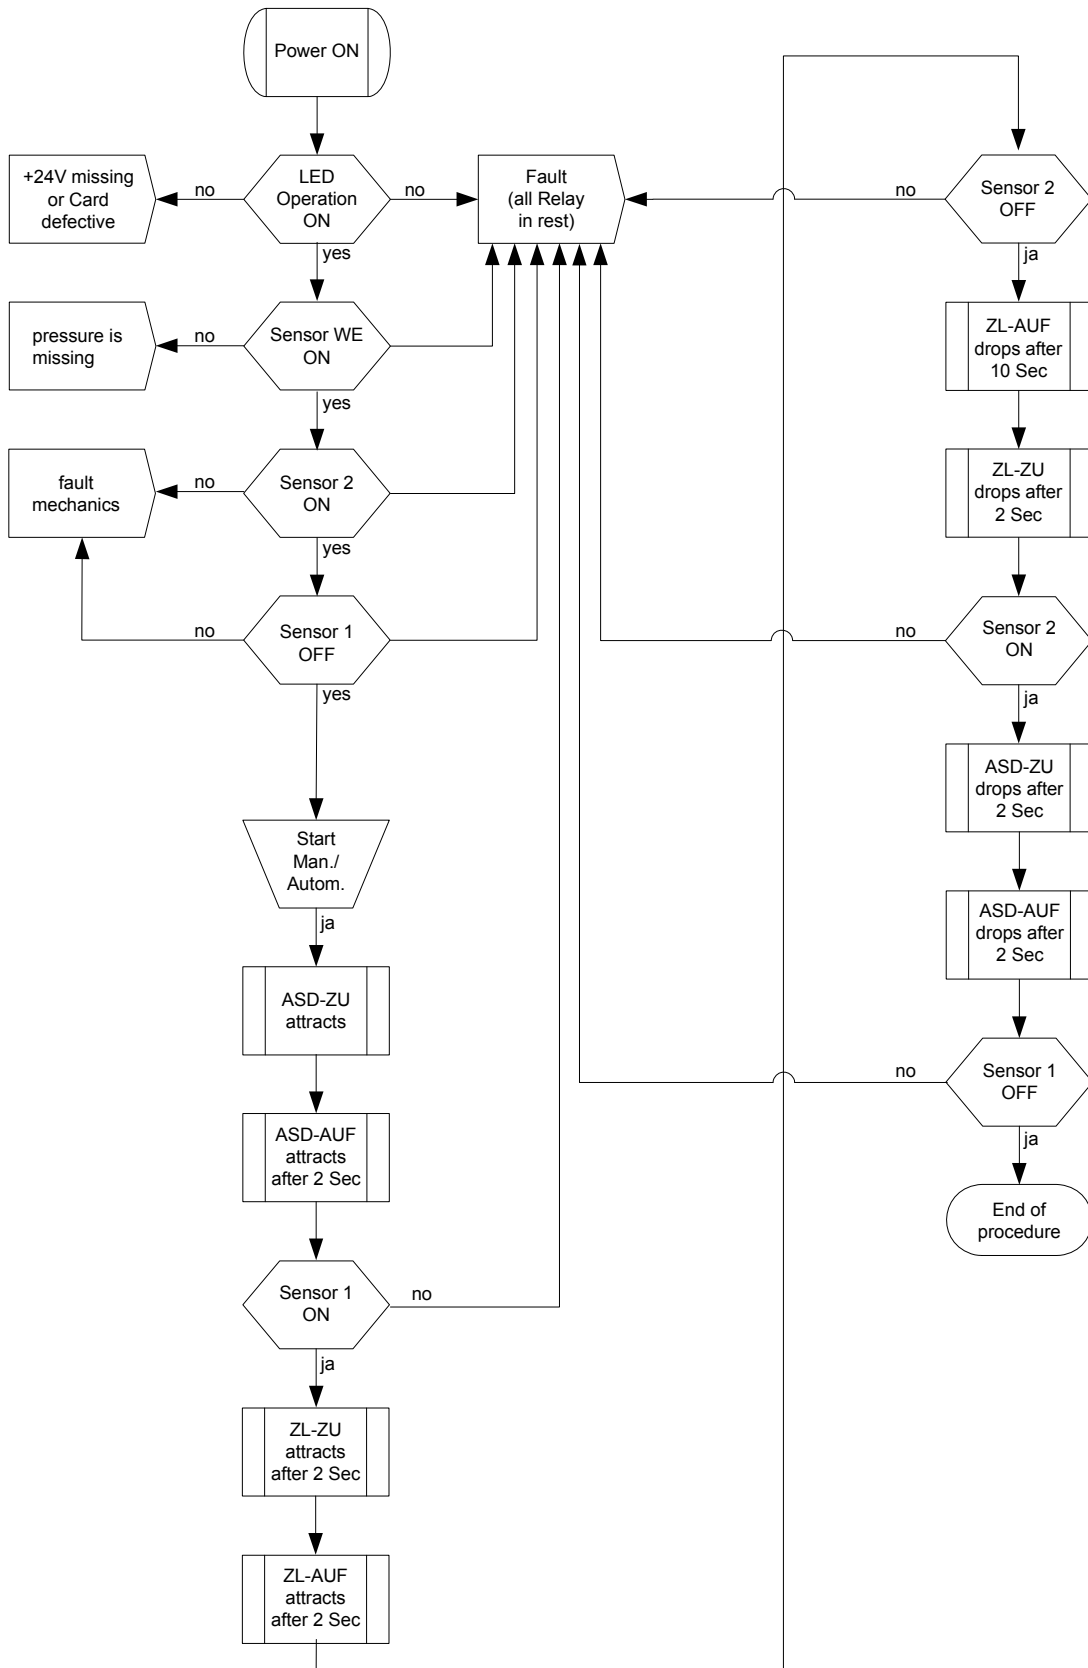 Power ON
+24V missing
or Card
defective
no
LED
Operation
ON
no
Fault
(all Relay
in rest)
no
Sensor 2
OFF
yes
ja
pressure is
missing
no
Sensor WE
ON
ZL-AUF
drops after
10 Sec
yes
fault
mechanics
no
Sensor 2
ON
ZL-ZU
drops after
2 Sec
yes
no
Sensor 1
OFF
no
Sensor 2
ON
yes
ja
Start
Man./
Autom.
ASD-ZU
drops after
2 Sec
ja
ASD-ZU
attracts
ASD-AUF
drops after
2 Sec
ASD-AUF
attracts
after 2 Sec
no
Sensor 1
OFF
ja
Sensor 1
ON
no
End of
procedure
ja
ZL-ZU
attracts
after 2 Sec
ZL-AUF
attracts
after 2 Sec